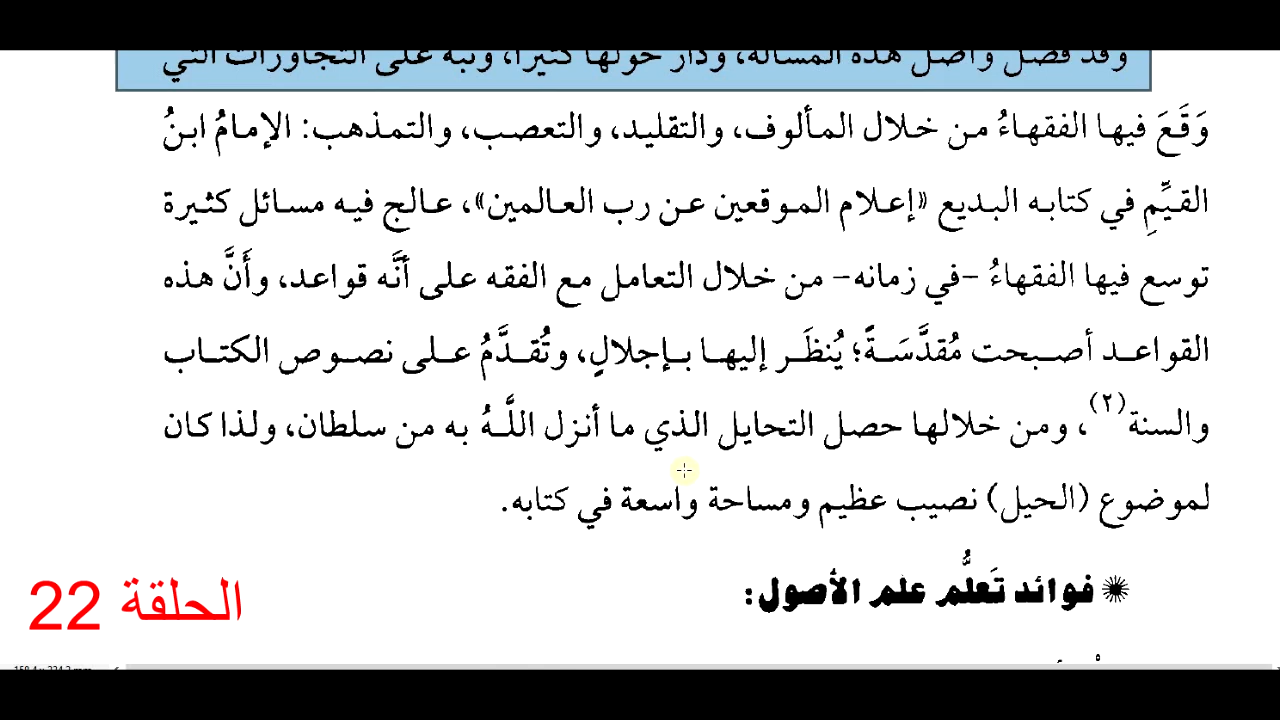 وقد فصل وأصل هذه المسألة، ودار حولها كثيرًا، ونبه على التجاوزات التي
وَقَعَ فيها الفقهاءُ من خلال المألوف، والتقليد، والتعصب، والتمذهب: الإمامُ ابنُ
القيِّمِ في كتابه البديع «إعلام الموقعين عن رب العالمين»، عالج فيه مسائل كثيرة
توسع فيها الفقهاءُ -في زمانه- من خلال التعامل مع الفقه على أنَّه قواعد، وأَنَّ هذه
القواعد أصبحت مُقدَّسَةً؛ يُنظَر إليها بإجلالٍ، وتُقدَّمُ على نصوص الكتاب
والسنة(٢)، ومن خلالها حصل التحايل الذي ما أنزل اللَّهُ به من سلطان، ولذا كان
لموضوع (الحيل) نصيب عظيم ومساحة واسعة في كتابه.
فوائد تَعلُّم علم الأصول:
الحلقة 22